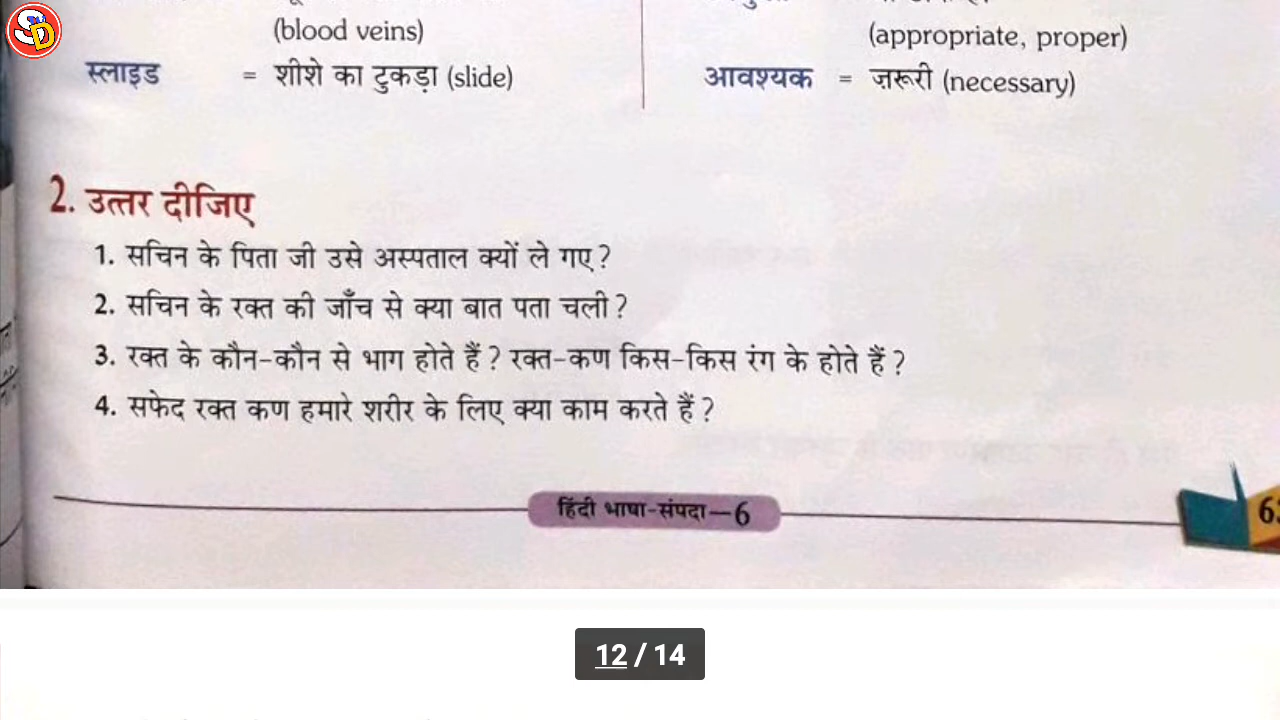 (blood veins)
स्लाइड = शीशे का टुकड़ा (slide)
(appropriate, proper)
आवश्यक = ज़रूरी (necessary)
2. उत्तर दीजिए
1. सचिन के पिता जी उसे अस्पताल क्यों ले गए?
2. सचिन के रक्त की जाँच से क्या बात पता चली?
3. रक्त के कौन-कौन से भाग होते हैं? रक्त-कण किस-किस रंग के होते हैं?
4. सफेद रक्त कण हमारे शरीर के लिए क्या काम करते हैं?
हिंदी भाषा-संपदा—6
12 / 14
SD